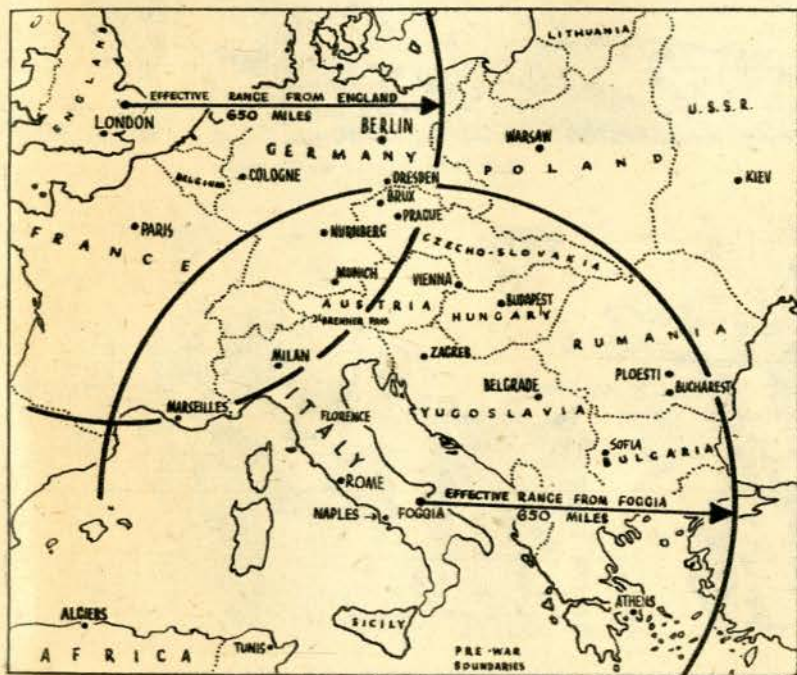 LITHUANIA
ENGLAND
EFFECTIVE RANGE FROM ENGLAND
650 MILES
U.S.S.R.
LONDON
BERLIN
WARSAW
GERMANY
POLAND
BELGIUM
COLOGNE
DRESDEN
KIEV
BRUX
PRAGUE
PARIS
NURNBERG
FRANCE
CZECHO-SLOVAKIA
MUNICH
VIENNA
AUSTRIA
BUDAPEST
HUNGARY
BRENNER PASS
RUMANIA
MILAN
ZAGREB
PLOESTI
BELGRADE
BUCHAREST
MARSEILLES
FLORENCE
YUGOSLAVIA
ITALY
SOFIA
BULGARIA
ROME
EFFECTIVE RANGE FROM FOGGIA
650 MILES
NAPLES
FOGGIA
ALGIERS
ATHENS
SICILY
TUNIS
AFRICA
PRE-WAR
BOUNDARIES